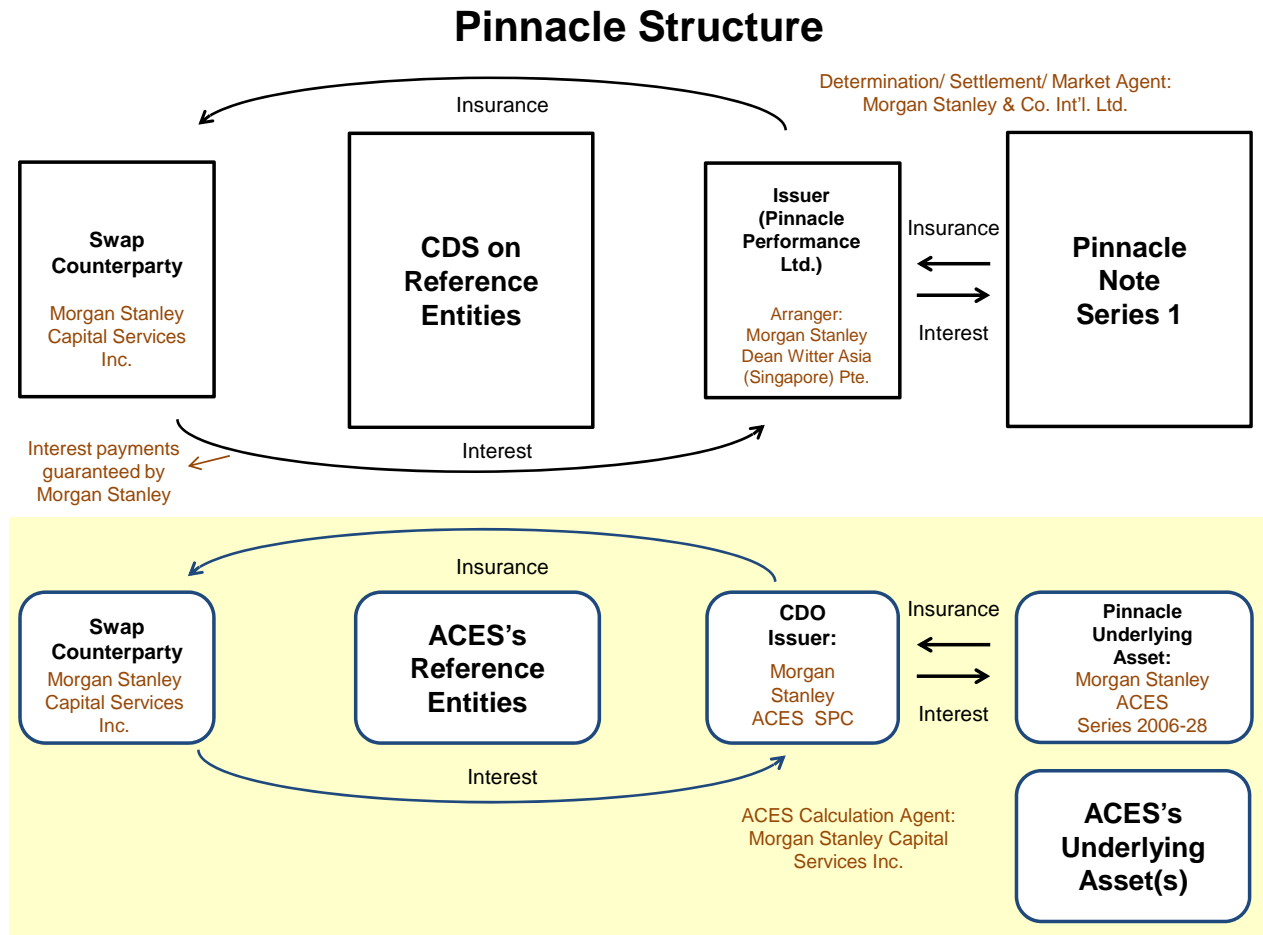 Pinnacle Structure
Determination/ Settlement/ Market Agent:
Morgan Stanley & Co. Int’l. Ltd.
Insurance
Swap
Counterparty
Morgan Stanley
Capital Services
Inc.
CDS on
Reference
Entities
Issuer
(Pinnacle
Performance
Ltd.)
Arranger:
Morgan Stanley
Dean Witter Asia
(Singapore) Pte.
Insurance
Interest
Pinnacle
Note
Series 1
Interest payments
guaranteed by
Morgan Stanley
Interest
Insurance
Swap
Counterparty
Morgan Stanley
Capital Services
Inc.
ACES’s
Reference
Entities
CDO
Issuer:
Morgan
Stanley
ACES SPC
Insurance
Interest
Pinnacle
Underlying
Asset:
Morgan Stanley
ACES
Series 2006-28
Interest
ACES Calculation Agent:
Morgan Stanley Capital
Services Inc.
ACES’s
Underlying
Asset(s)